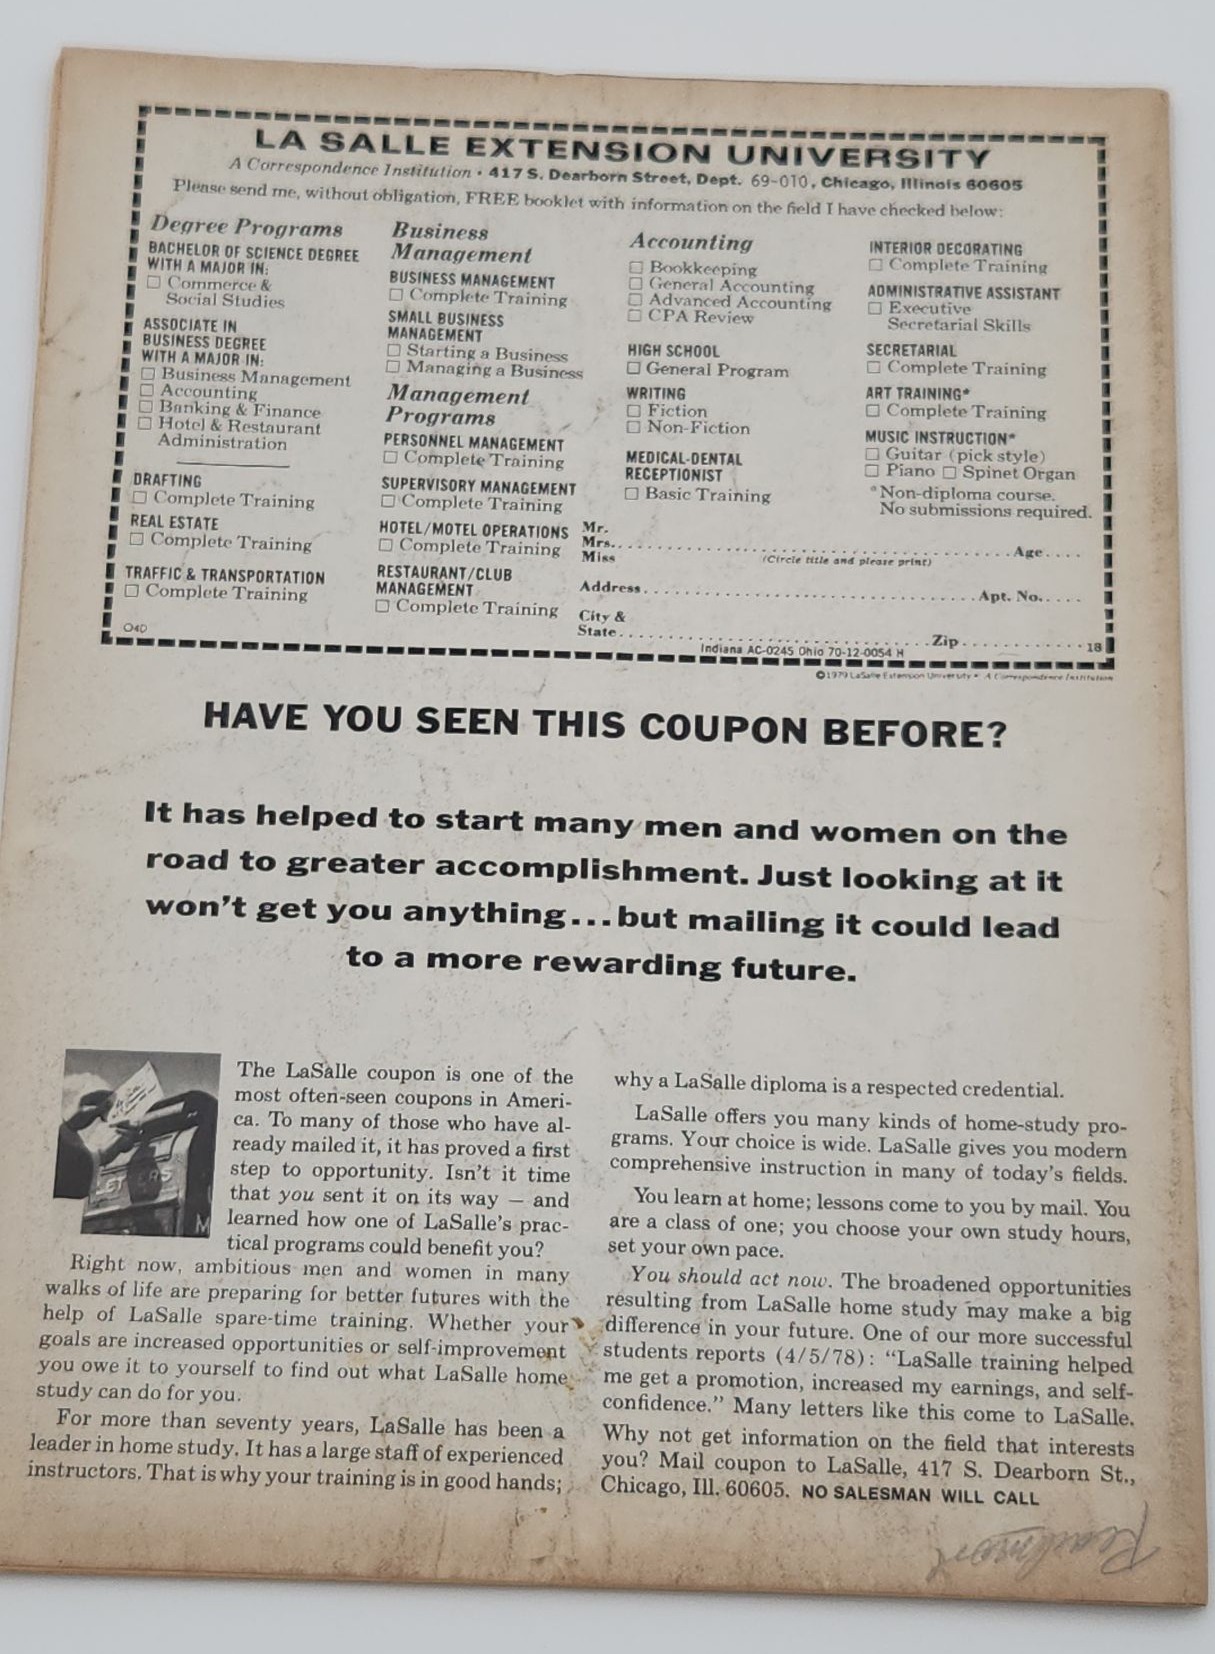 LA SALLE EXTENSION UNIVERSITY
A Correspondence Institution • 417 S. Dearborn Street, Dept. 69-010, Chicago, Illinois 60605
Please send me, without obligation, FREE booklet with information on the field I have checked below:
Degree Programs
BACHELOR OF SCIENCE DEGREE
WITH A MAJOR IN:
☐ Commerce &
Social Studies
ASSOCIATE IN
BUSINESS DEGREE
WITH A MAJOR IN:
☐ Business Management
☐ Accounting
☐ Banking & Finance
☐ Hotel & Restaurant
Administration
DRAFTING
☐ Complete Training
REAL ESTATE
☐ Complete Training
TRAFFIC & TRANSPORTATION
☐ Complete Training
O4D
Business
Management
BUSINESS MANAGEMENT
☐ Complete Training
SMALL BUSINESS
MANAGEMENT
☐ Starting a Business
☐ Managing a Business
Management
Programs
PERSONNEL MANAGEMENT
☐ Complete Training
SUPERVISORY MANAGEMENT
☐ Complete Training
HOTEL/MOTEL OPERATIONS
☐ Complete Training
RESTAURANT/CLUB
MANAGEMENT
☐ Complete Training
Accounting
☐ Bookkeeping
☐ General Accounting
☐ Advanced Accounting
☐ CPA Review
HIGH SCHOOL
☐ General Program
WRITING
☐ Fiction
☐ Non-Fiction
MEDICAL-DENTAL
RECEPTIONIST
☐ Basic Training
INTERIOR DECORATING
☐ Complete Training
ADMINISTRATIVE ASSISTANT
☐ Executive
Secretarial Skills
SECRETARIAL
☐ Complete Training
ART TRAINING*
☐ Complete Training
MUSIC INSTRUCTION*
☐ Guitar (pick style)
☐ Piano ☐ Spinet Organ
*Non-diploma course.
No submissions required.
Mr.
Mrs. Age
Miss (Circle title and please print)
Address Apt. No.
City &
State Zip 18
Indiana AC-0245 Ohio 70-12-0054 H
©1979 LaSalle Extension University • A Correspondence Institution
HAVE YOU SEEN THIS COUPON BEFORE?
It has helped to start many men and women on the
road to greater accomplishment. Just looking at it
won't get you anything...but mailing it could lead
to a more rewarding future.
LETTERS
M
The LaSalle coupon is one of the
most often-seen coupons in Ameri-
ca. To many of those who have al-
ready mailed it, it has proved a first
step to opportunity. Isn't it time
that you sent it on its way — and
learned how one of LaSalle's prac-
tical programs could benefit you?
Right now, ambitious men and women in many
walks of life are preparing for better futures with the
help of LaSalle spare-time training. Whether your
goals are increased opportunities or self-improvement
you owe it to yourself to find out what LaSalle home
study can do for you.
For more than seventy years, LaSalle has been a
leader in home study. It has a large staff of experienced
instructors. That is why your training is in good hands;
why a LaSalle diploma is a respected credential.
LaSalle offers you many kinds of home-study pro-
grams. Your choice is wide. LaSalle gives you modern
comprehensive instruction in many of today's fields.
You learn at home; lessons come to you by mail. You
are a class of one; you choose your own study hours,
set your own pace.
You should act now. The broadened opportunities
resulting from LaSalle home study may make a big
difference in your future. One of our more successful
students reports (4/5/78): "LaSalle training helped
me get a promotion, increased my earnings, and self-
confidence." Many letters like this come to LaSalle.
Why not get information on the field that interests
you? Mail coupon to LaSalle, 417 S. Dearborn St.,
Chicago, Ill. 60605. NO SALESMAN WILL CALL